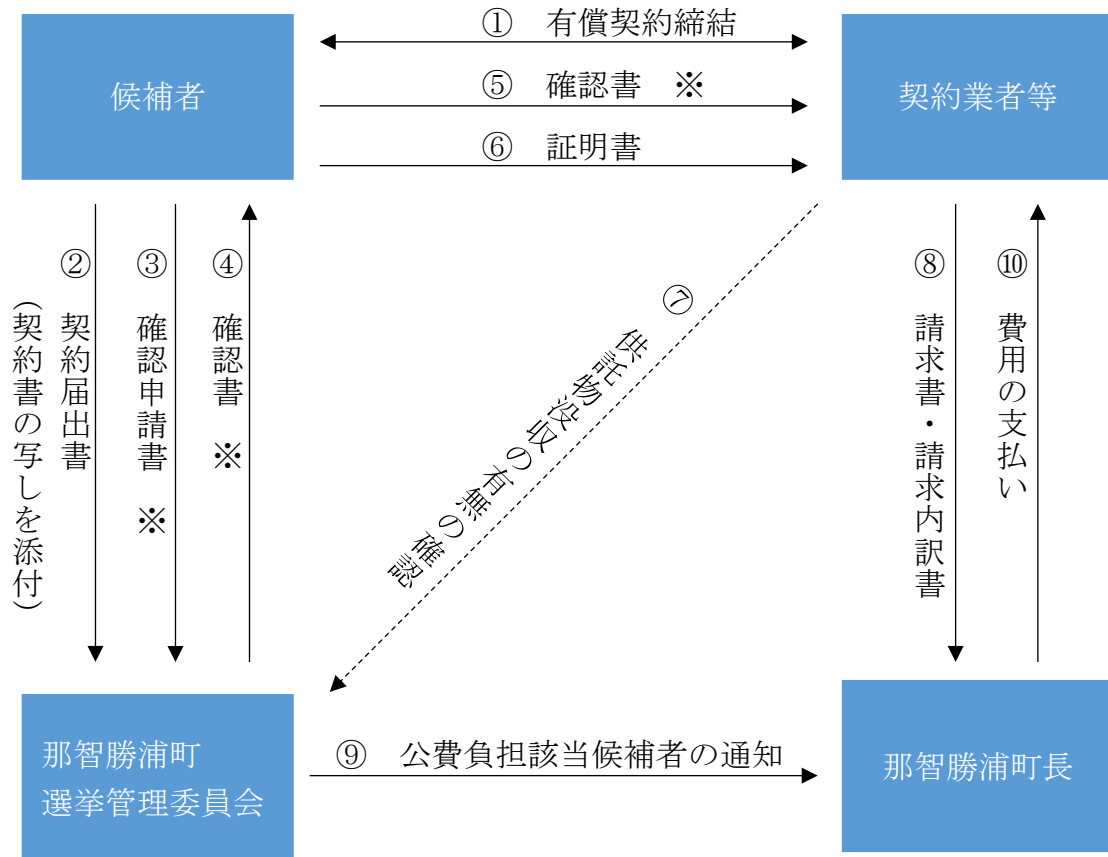 ① 有償契約締結
候補者
⑤ 確認書 ※
契約業者等
⑥ 証明書
② 契約届出書
(契約書の写しを添付)
③ 確認申請書 ※
④ 確認書 ※
⑦ 供託物没収の有無の確認
⑧ 請求書・請求内訳書
⑩ 費用の支払い
那智勝浦町
選挙管理委員会
⑨ 公費負担該当候補者の通知
那智勝浦町長